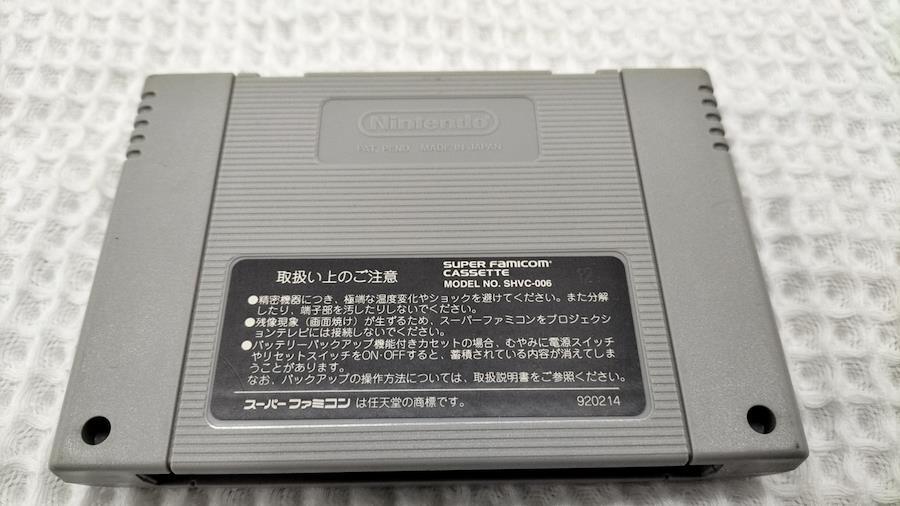 Nintendo
PAT, PEND MADE IN JAPAN
取扱い上のご注意
SUPER FAMICOM
CASSETTE
MODEL NO. SHVC-006
12
●精密機器につき、極端な温度変化やショックを避けてください。また分解
したり、端子部を汚したりしないでください。
●残像現象（画面焼け）が生ずるため、スーパーファミコンをプロジェクシ
ョンテレビには接続しないでください。
●バッテリーバックアップ機能付きカセットの場合、むやみに電源スイッチ
やリセットスイッチをON・OFFすると、蓄積されている内容が消えてしま
うことがあります。
なお、バックアップの操作方法については、取扱説明書をご参照ください。
スーパーファミコンは任天堂の商標です。
920214